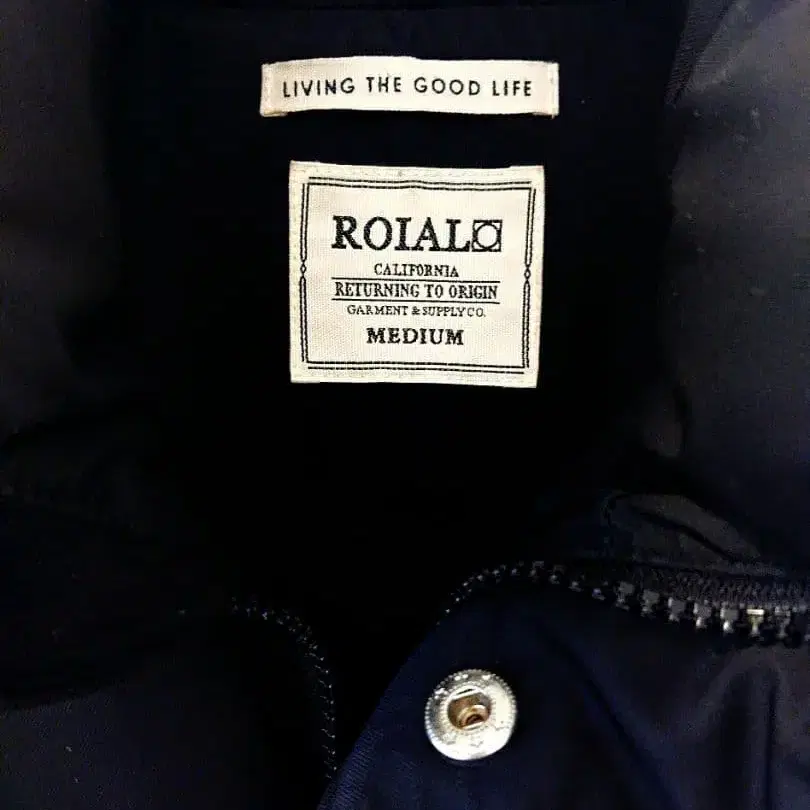 LIVING THE GOOD LIFE
ROIAL
CALIFORNIA
RETURNING TO ORIGIN
GARMENT & SUPPLY CO.
MEDIUM